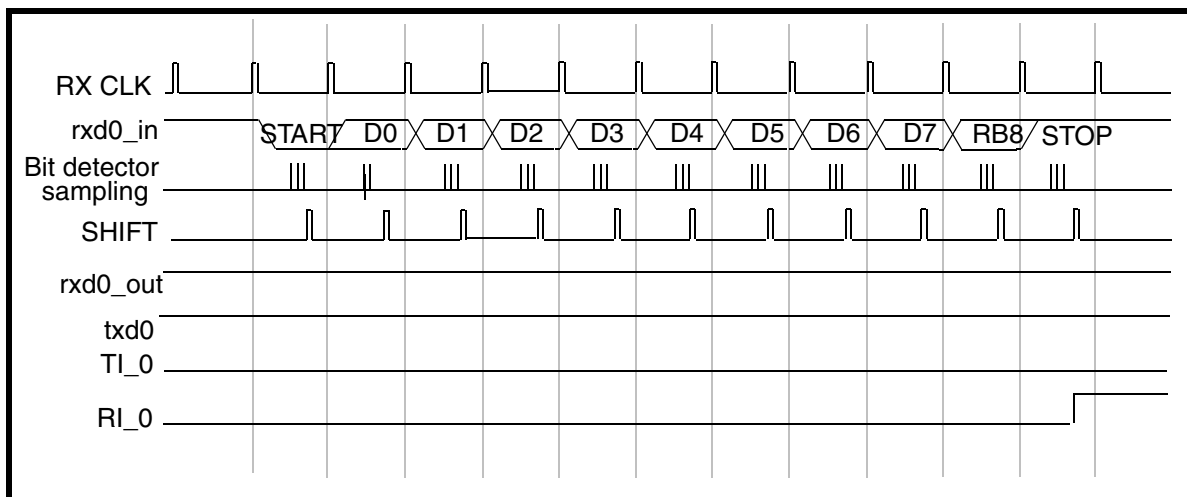 RX CLK
rxd0_in START D0 D1 D2 D3 D4 D5 D6 D7 RB8 STOP
Bit detector
sampling
SHIFT
rxd0_out
txd0
TI_0
RI_0